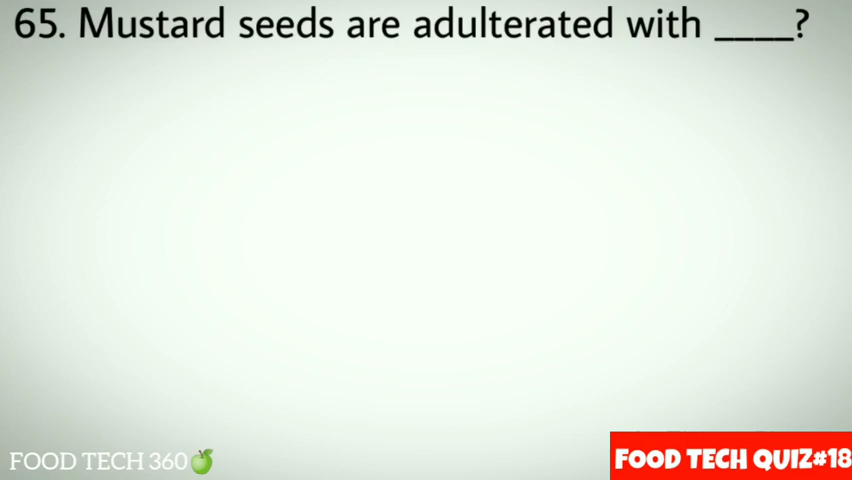 65. Mustard seeds are adulterated with ____?
FOOD TECH 360
FOOD TECH QUIZ#18